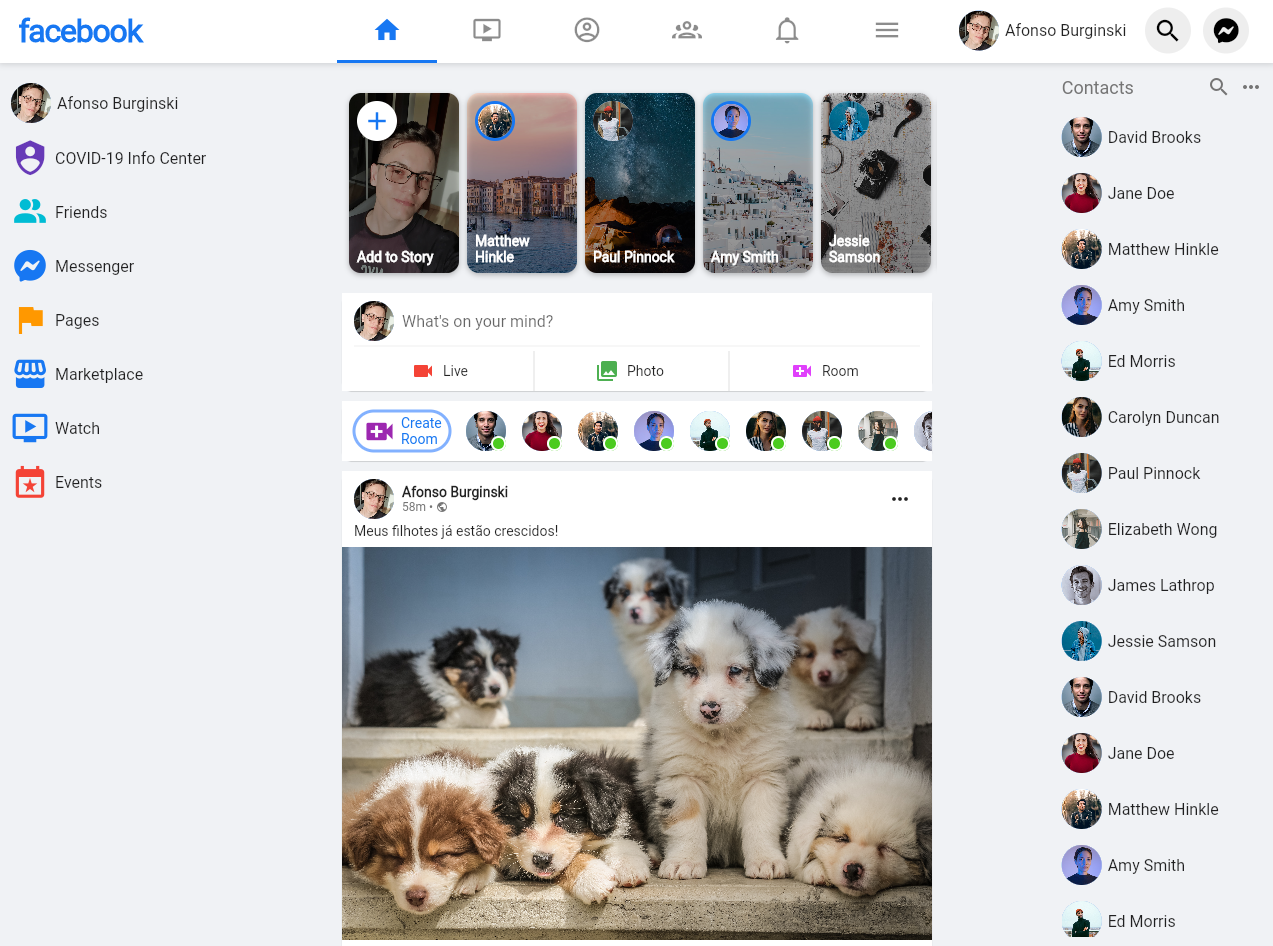 facebook
Afonso Burginski
Afonso Burginski
COVID-19 Info Center
Friends
Messenger
Pages
Marketplace
Watch
Events
Add to Story
Matthew
Hinkle
Paul Pinnock
Amy Smith
Jessie
Samson
What's on your mind?
Live
Photo
Room
Create
Room
Afonso Burginski
58m •
Meus filhotes já estão crescidos!
Contacts
David Brooks
Jane Doe
Matthew Hinkle
Amy Smith
Ed Morris
Carolyn Duncan
Paul Pinnock
Elizabeth Wong
James Lathrop
Jessie Samson
David Brooks
Jane Doe
Matthew Hinkle
Amy Smith
Ed Morris